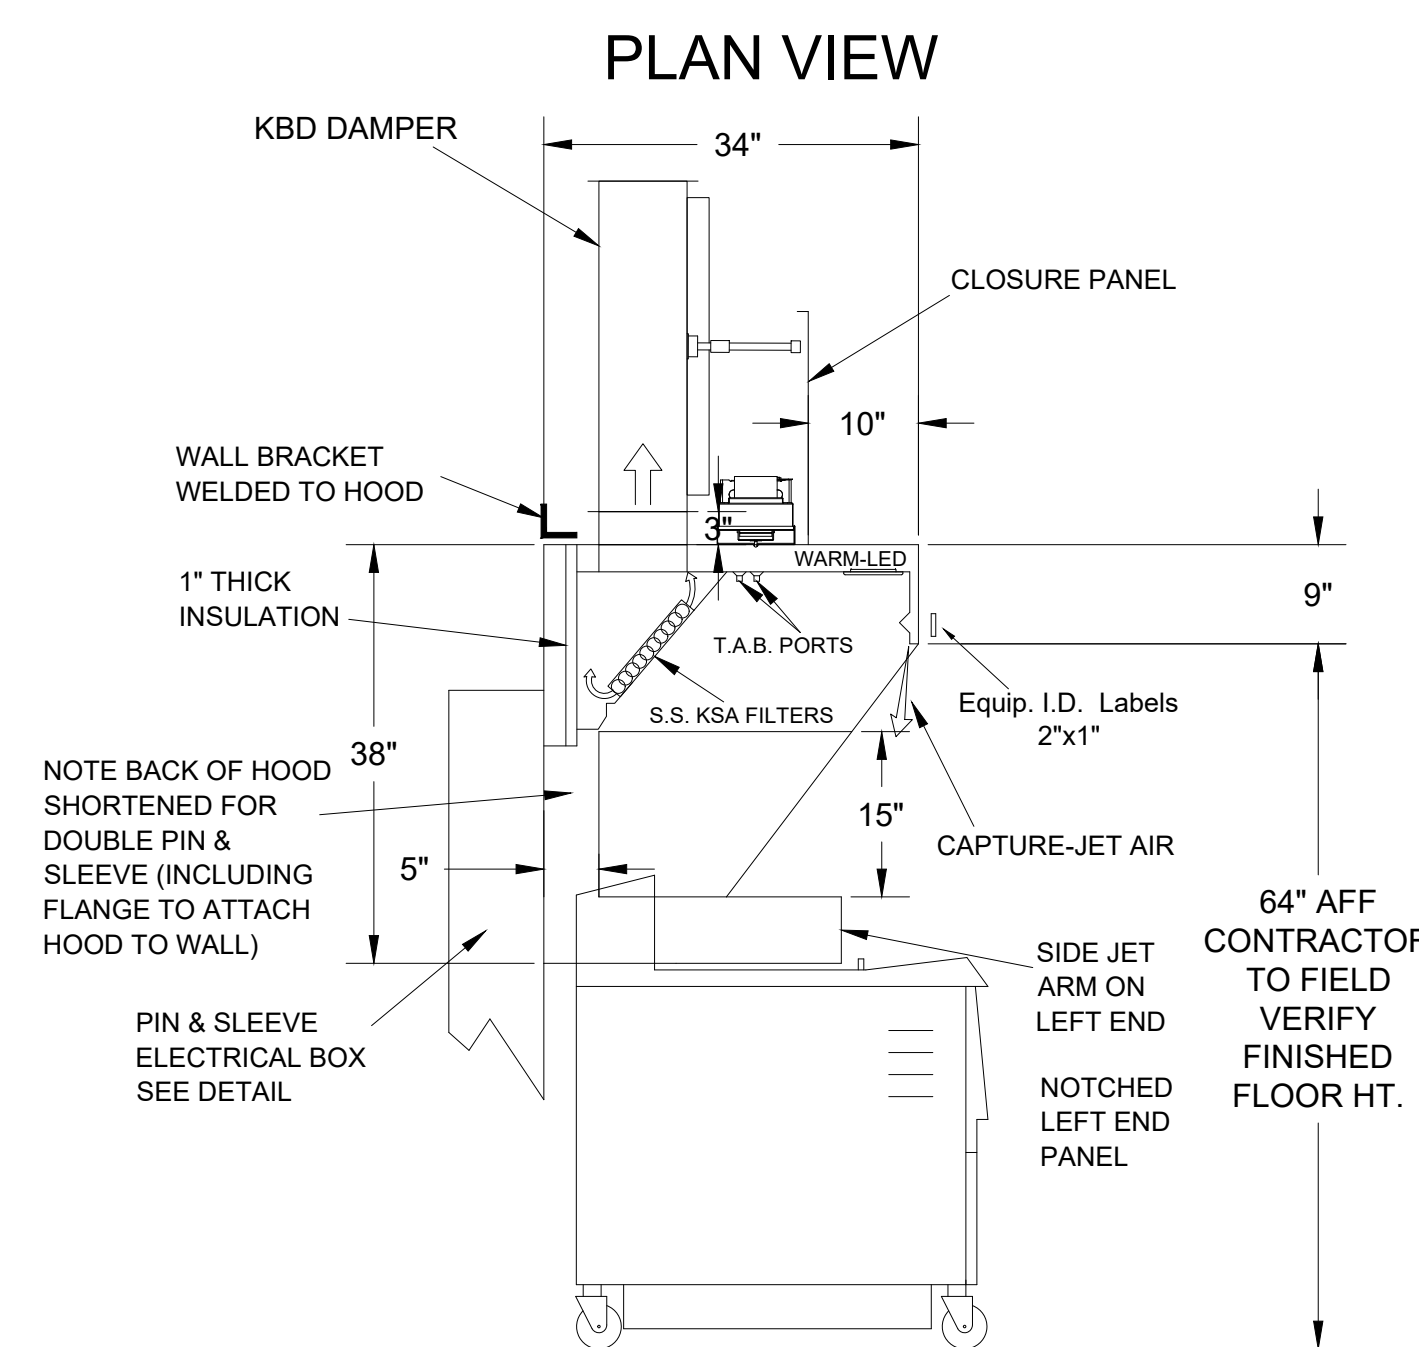 PLAN VIEW
KBD DAMPER
34"
CLOSURE PANEL
10"
WALL BRACKET
WELDED TO HOOD
3"
WARM-LED
1" THICK
INSULATION
9"
T.A.B. PORTS
S.S. KSA FILTERS
Equip. I.D. Labels
2"x1"
38"
NOTE BACK OF HOOD
SHORTENED FOR
DOUBLE PIN &
SLEEVE (INCLUDING
FLANGE TO ATTACH
HOOD TO WALL)
15"
CAPTURE-JET AIR
5"
64" AFF
CONTRACTOR
TO FIELD
VERIFY
FINISHED
FLOOR HT.
SIDE JET
ARM ON
LEFT END
PIN & SLEEVE
ELECTRICAL BOX
SEE DETAIL
NOTCHED
LEFT END
PANEL